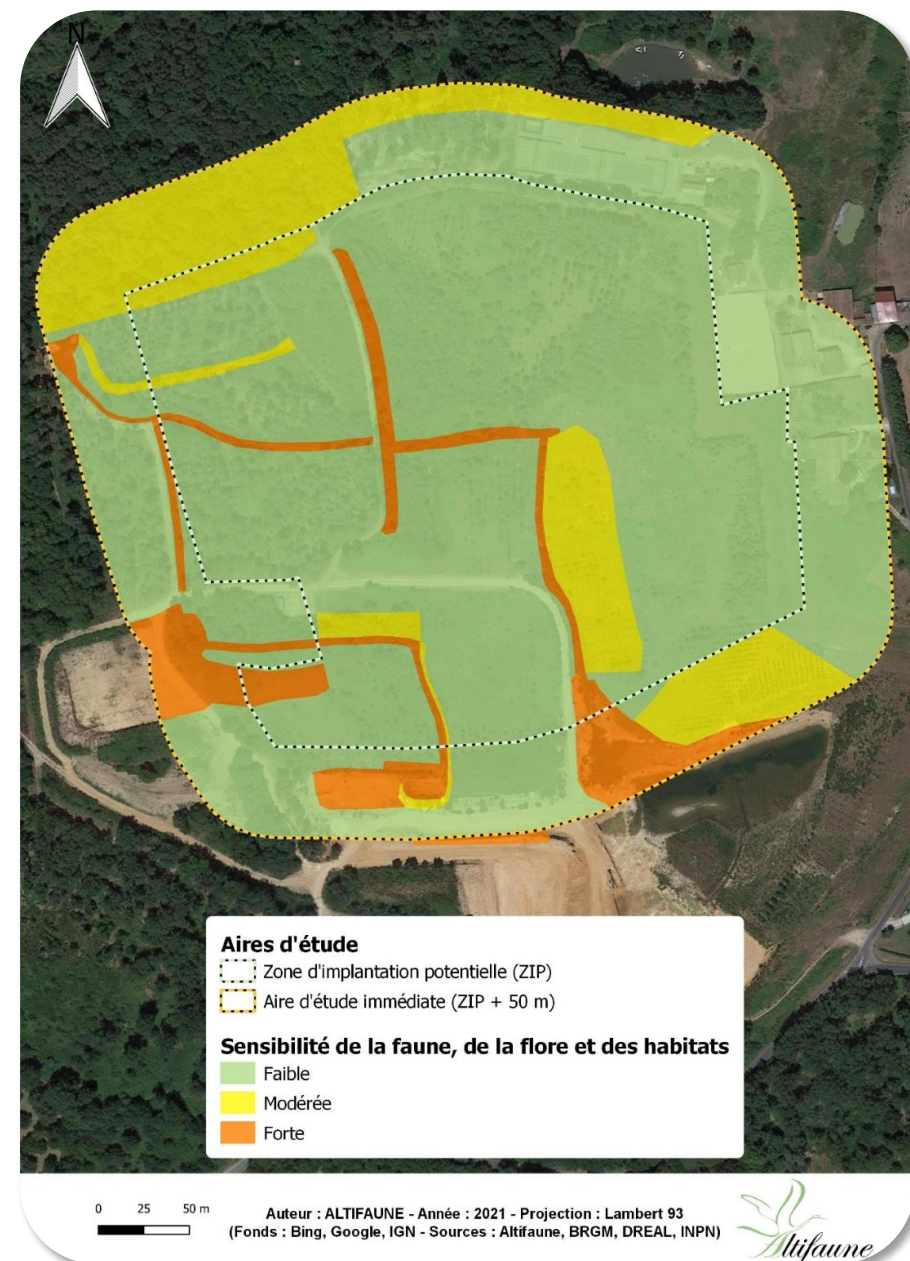 N
Aires d'étude
Zone d'implantation potentielle (ZIP)
Aire d'étude immédiate (ZIP + 50 m)
Sensibilité de la faune, de la flore et des habitats
Faible
Modérée
Forte
0 25 50 m
Auteur : ALTIFAUNE - Année : 2021 - Projection : Lambert 93
(Fonds : Bing, Google, IGN - Sources : Altifaune, BRGM, DREAL, INPN)
Altifaune